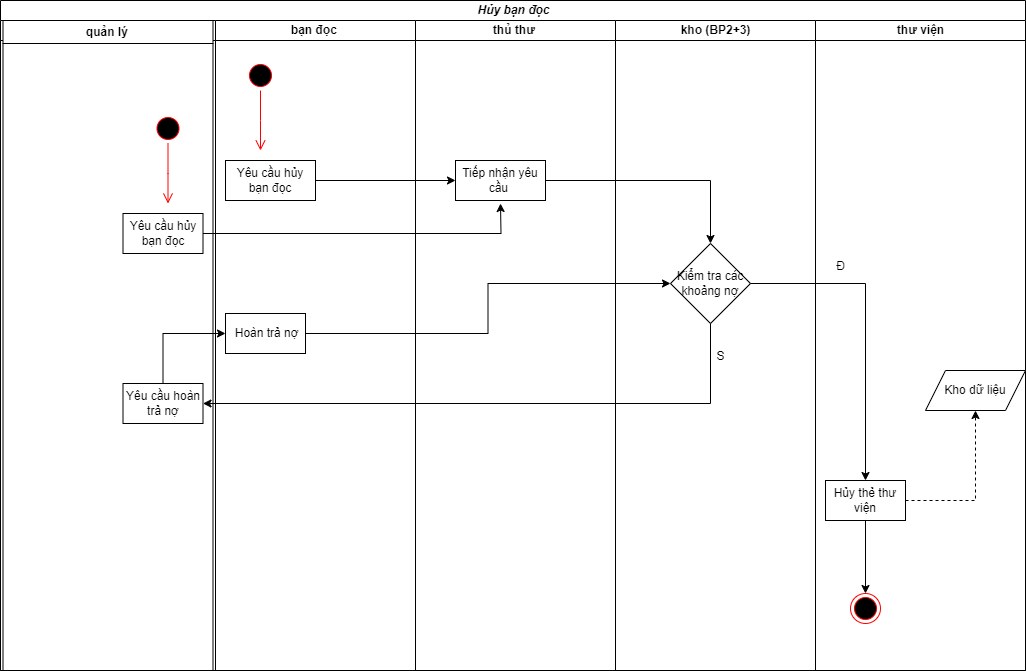 Hủy bạn đọc
quản lý
bạn đọc
thủ thư
kho (BP2+3)
thư viện
Yêu cầu hủy
bạn đọc
Tiếp nhận yêu
cầu
Yêu cầu hủy
bạn đọc
Kiểm tra các
khoảng nợ
Đ
Hoàn trả nợ
S
Yêu cầu hoàn
trả nợ
Kho dữ liệu
Hủy thẻ thư
viện